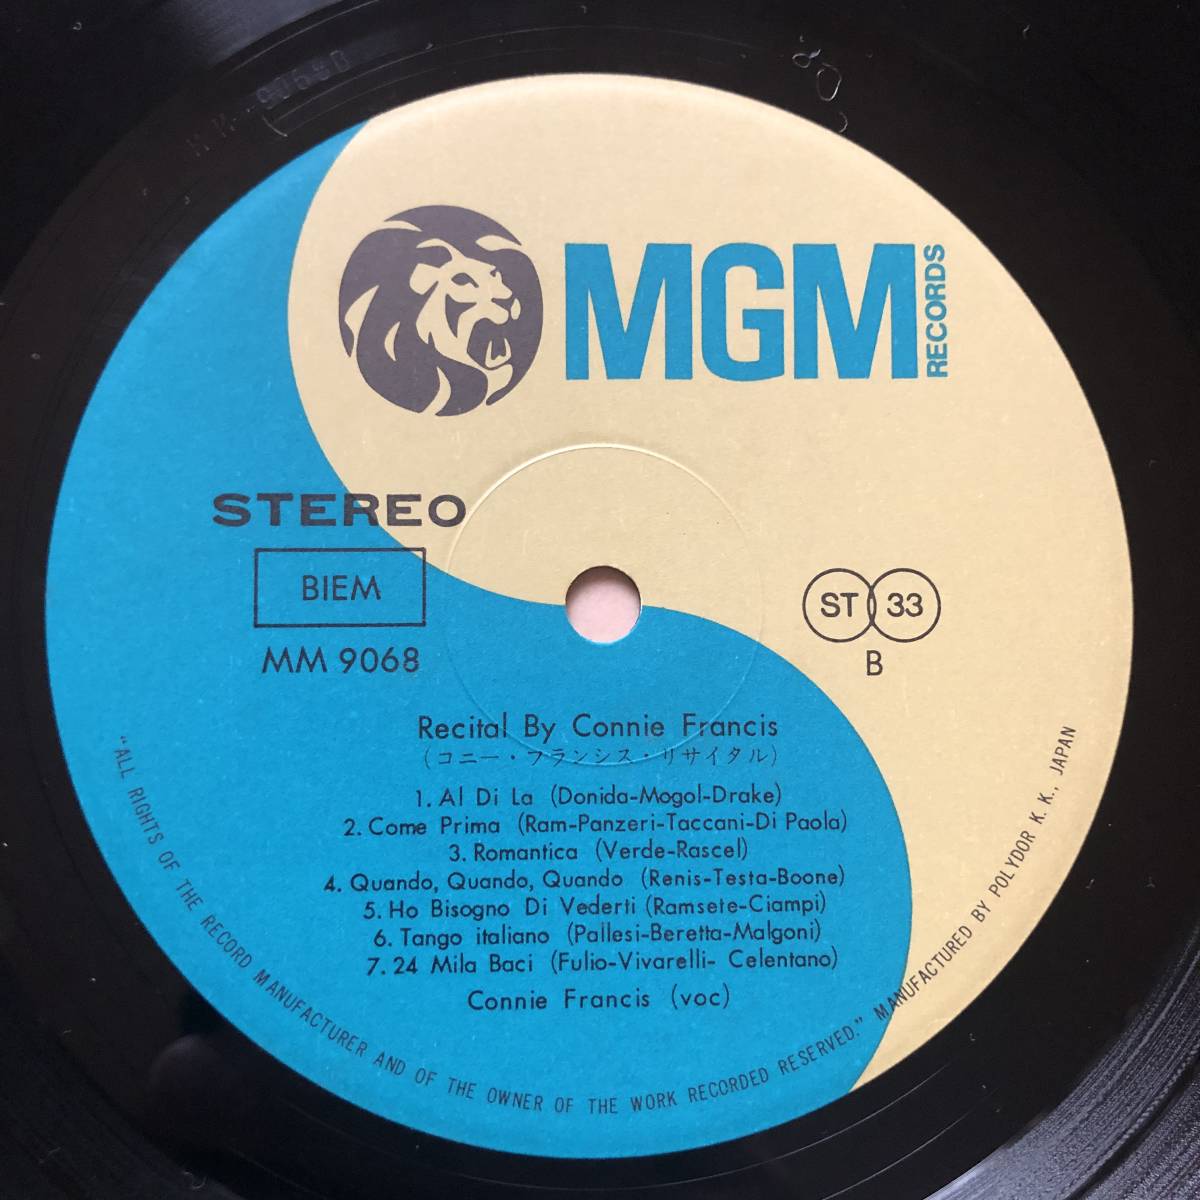 MGM
RECORDS
STEREO
BIEM
MM 9068
ST 33
B
Recital By Connie Francis
(コニー・フランシス・リサイタル)
1. Al Di La (Donida-Mogol-Drake)
2. Come Prima (Ram-Panzeri-Taccani-Di Paola)
3. Romantica (Verde-Rascel)
4. Quando, Quando, Quando (Renis-Testa-Boone)
5. Ho Bisogno Di Vederti (Ramsete-Ciampi)
6. Tango italiano (Pallesi-Beretta-Malgoni)
7. 24 Mila Baci (Fulio-Vivarelli- Celentano)
Connie Francis (voc)
"ALL RIGHTS OF THE RECORD MANUFACTURER AND OF THE OWNER OF THE WORK RECORDED RESERVED." MANUFACTURED BY POLYDOR K. K., JAPAN